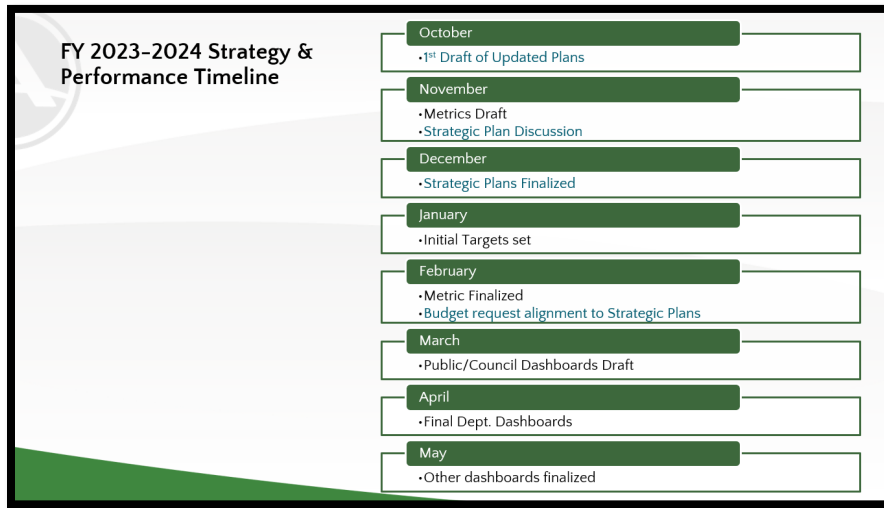 FY 2023-2024 Strategy &
Performance Timeline
October
•1st Draft of Updated Plans
November
•Metrics Draft
•Strategic Plan Discussion
December
•Strategic Plans Finalized
January
•Initial Targets set
February
•Metric Finalized
•Budget request alignment to Strategic Plans
March
•Public/Council Dashboards Draft
April
•Final Dept. Dashboards
May
•Other dashboards finalized